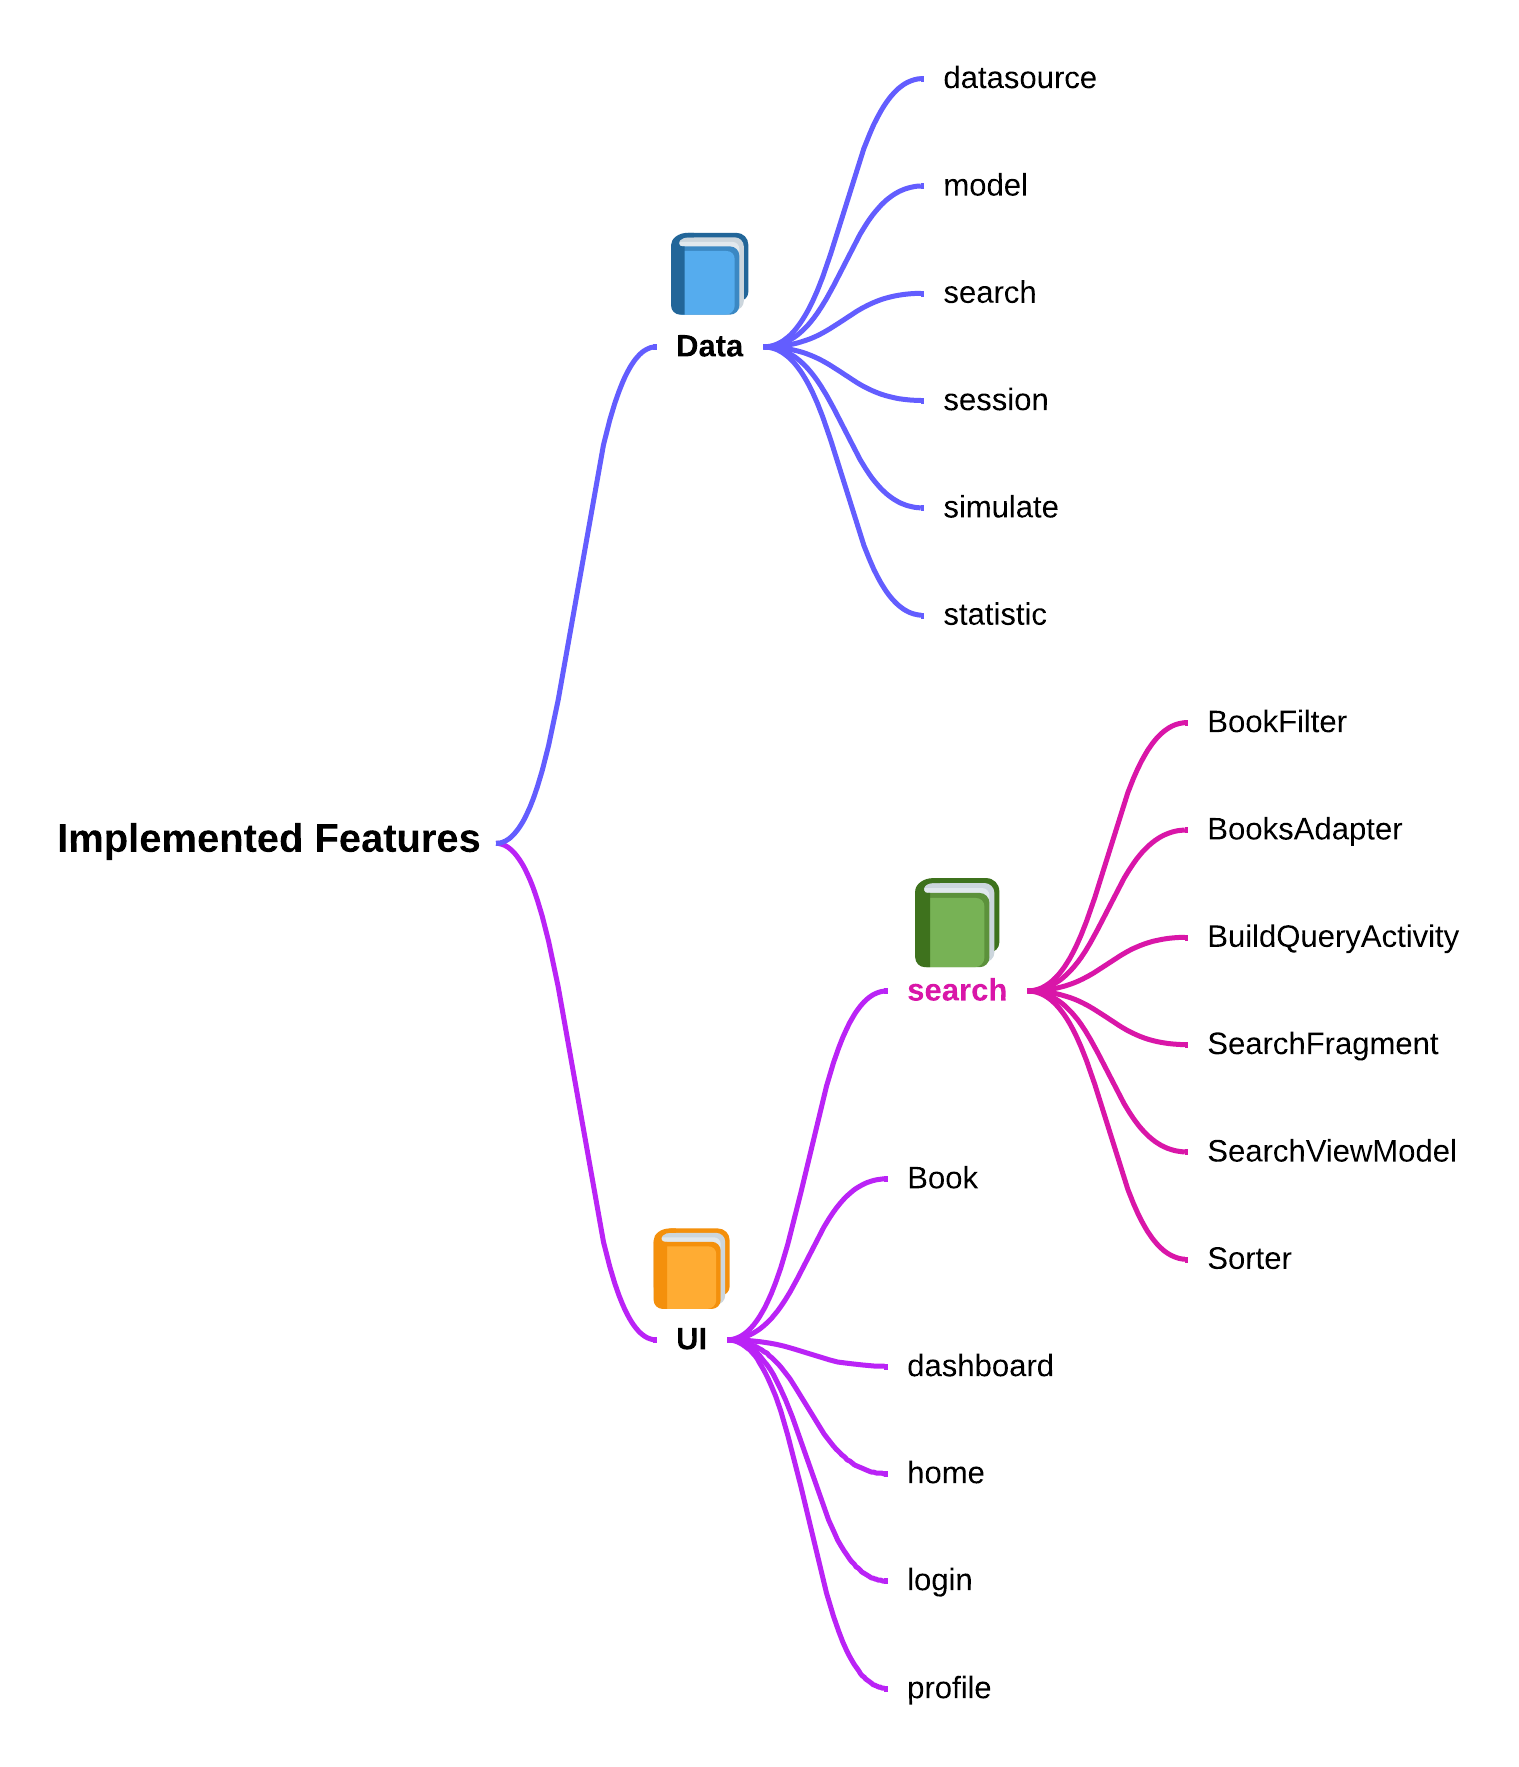 datasource
model
search
session
simulate
statistic
Data
Implemented Features
BookFilter
BooksAdapter
BuildQueryActivity
SearchFragment
SearchViewModel
Sorter
search
Book
dashboard
home
login
profile
UI